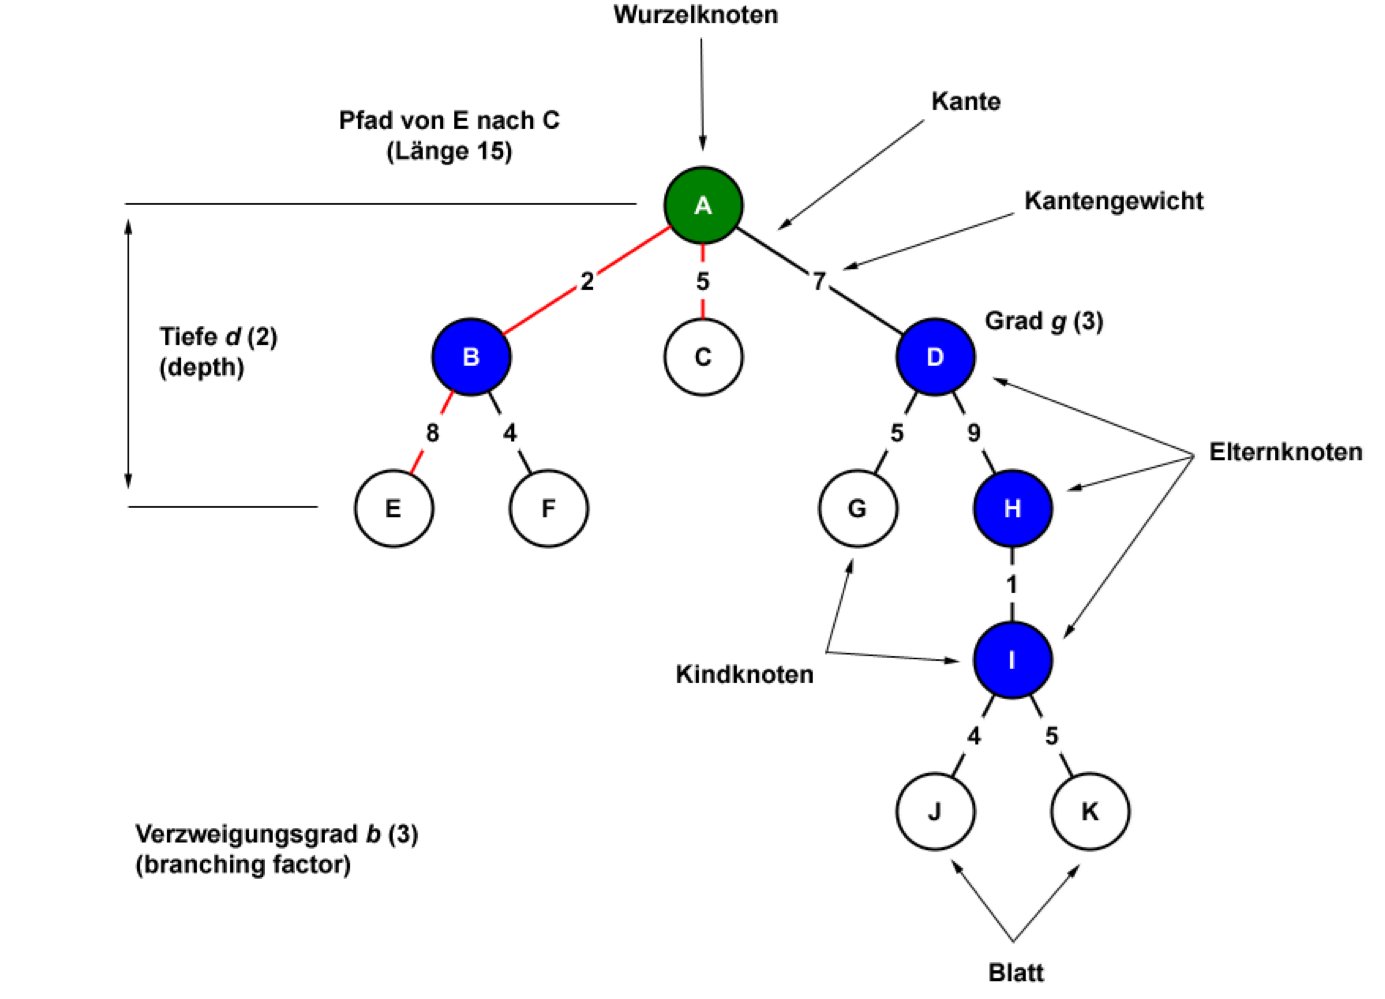 Wurzelknoten
Kante
Pfad von E nach C
(Länge 15)
Kantengewicht
A
2
5
7
Grad g (3)
Tiefe d (2)
(depth)
B
C
D
8
4
5
9
Elternknoten
E
F
G
H
1
Kindknoten
I
4
5
J
K
Verzweigungsgrad b (3)
(branching factor)
Blatt